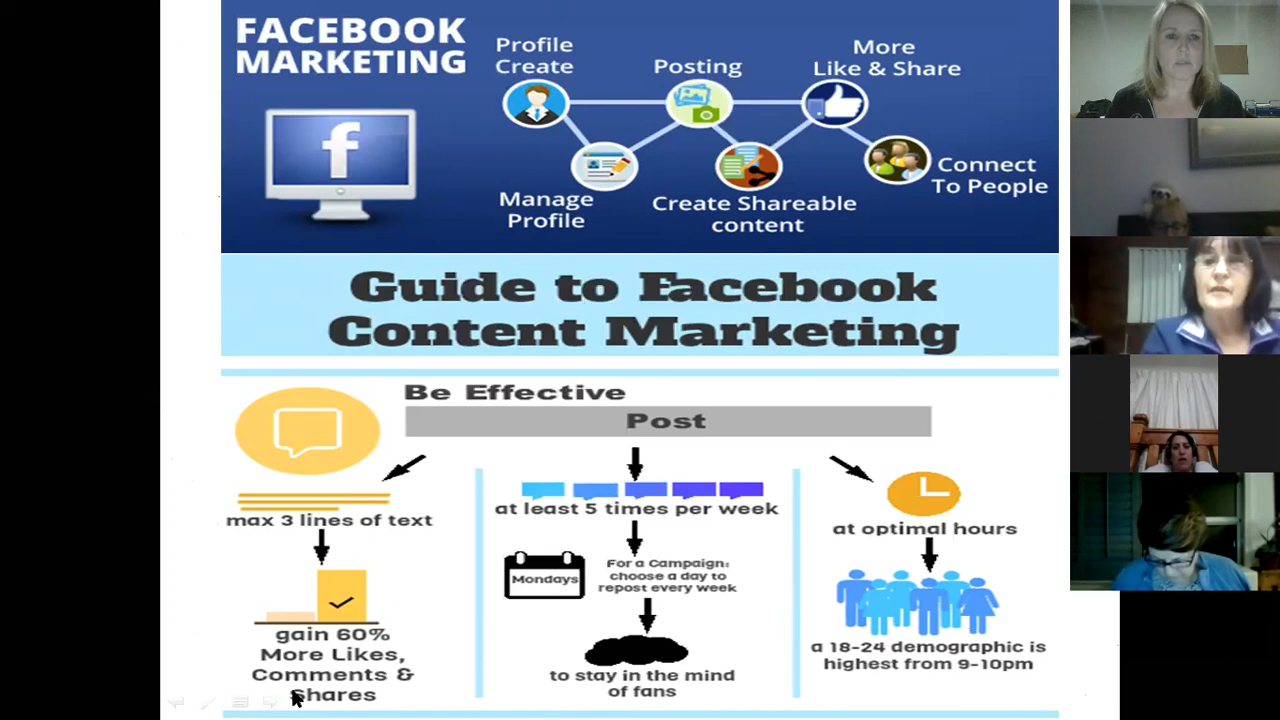 FACEBOOK
MARKETING
Profile
Create
Posting
More
Like & Share
Manage
Profile
Create Shareable
content
Connect
To People
f
Guide to Facebook
Content Marketing
Be Effective
Post
max 3 lines of text
gain 60%
More Likes,
Comments &
Shares
at least 5 times per week
Mondays
For a Campaign:
choose a day to
repost every week
to stay in the mind
of fans
at optimal hours
a 18-24 demographic is
highest from 9-10pm